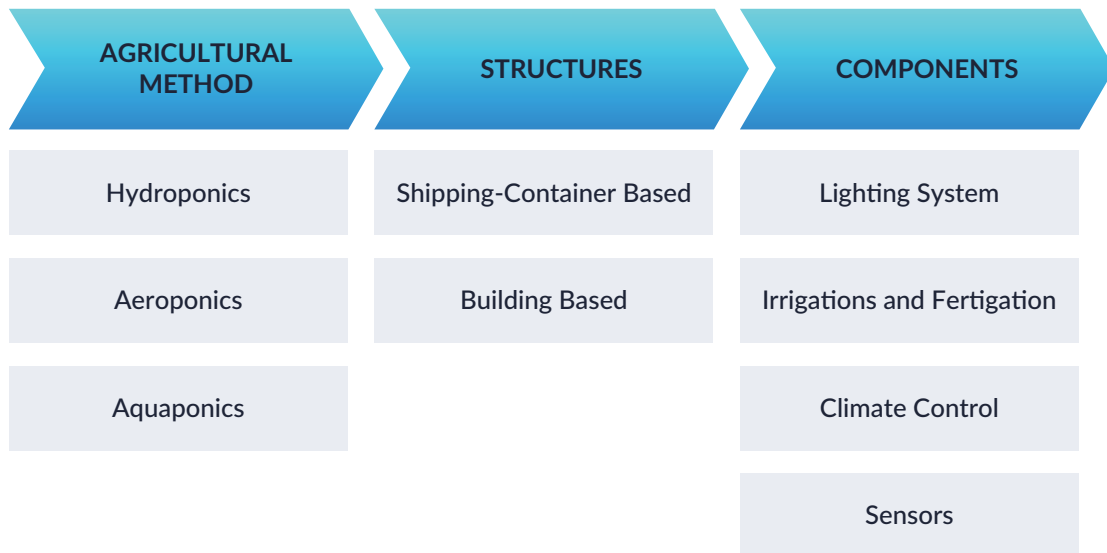 AGRICULTURAL
METHOD
STRUCTURES
COMPONENTS
Hydroponics
Shipping-Container Based
Lighting System
Aeroponics
Building Based
Irrigations and Fertigation
Aquaponics
Climate Control
Sensors